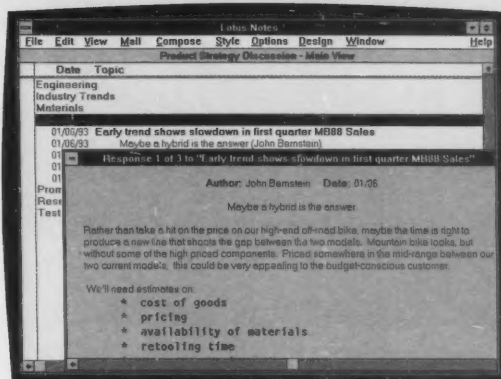 Lotus Notes
File Edit View Mail Compose Style Options Design Window Help
Product Strategy Discussion - Main View
Date Topic
Engineering
Industry Trends
Materials
01/06/93 Early trend shows slowdown in first quarter MB88 Sales
01/06/93 Maybe a hybrid is the answer (John Bernstein)
01
01
01
Prom
Rese
Test
Response 1 of 3 to "Early trend shows slowdown in first quarter MB88 Sales"
Author: John Bernstein Date: 01/06
Maybe a hybrid is the answer
Rather than take a hit on the price on our high-end off-road bike, maybe the time is right to
produce a new line that shoots the gap between the two models. Mountain bike looks, but
without some of the high priced components. Priced somewhere in the mid-range between our
two current models, this could be very appealing to the budget-conscious customer.
We'll need estimates on:
* cost of goods
* pricing
* availability of materials
* retooling time